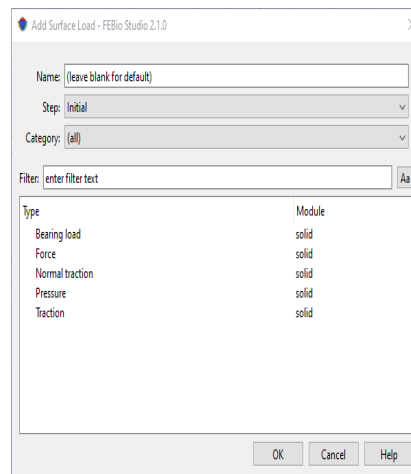 Add Surface Load - FEBio Studio 2.1.0
Name: (leave blank for default)
Step: Initial
Category: (all)
Filter: enter filter text Aa
Type Module
Bearing load solid
Force solid
Normal traction solid
Pressure solid
Traction solid
OK Cancel Help